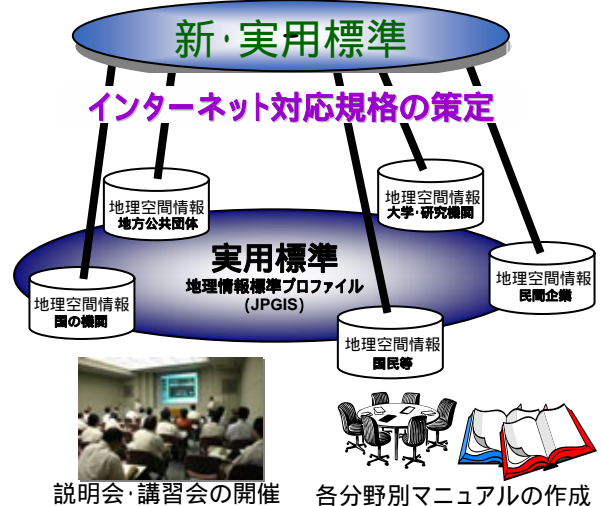 新·実用標準
インターネット対応規格の策定
地理空間情報
地方公共団体
地理空間情報
大学·研究機関
実用標準
地理情報標準プロファイル
(JPGIS)
地理空間情報
国の機関
地理空間情報
民間企業
地理空間情報
国民等
説明会·講習会の開催
各分野別マニュアルの作成